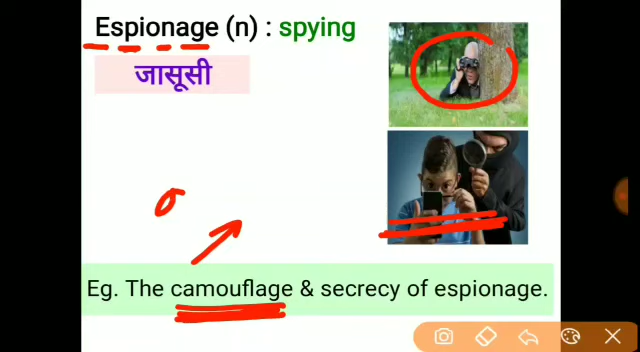 Espionage (n) : spying
जासूसी
Eg. The camouflage & secrecy of espionage.